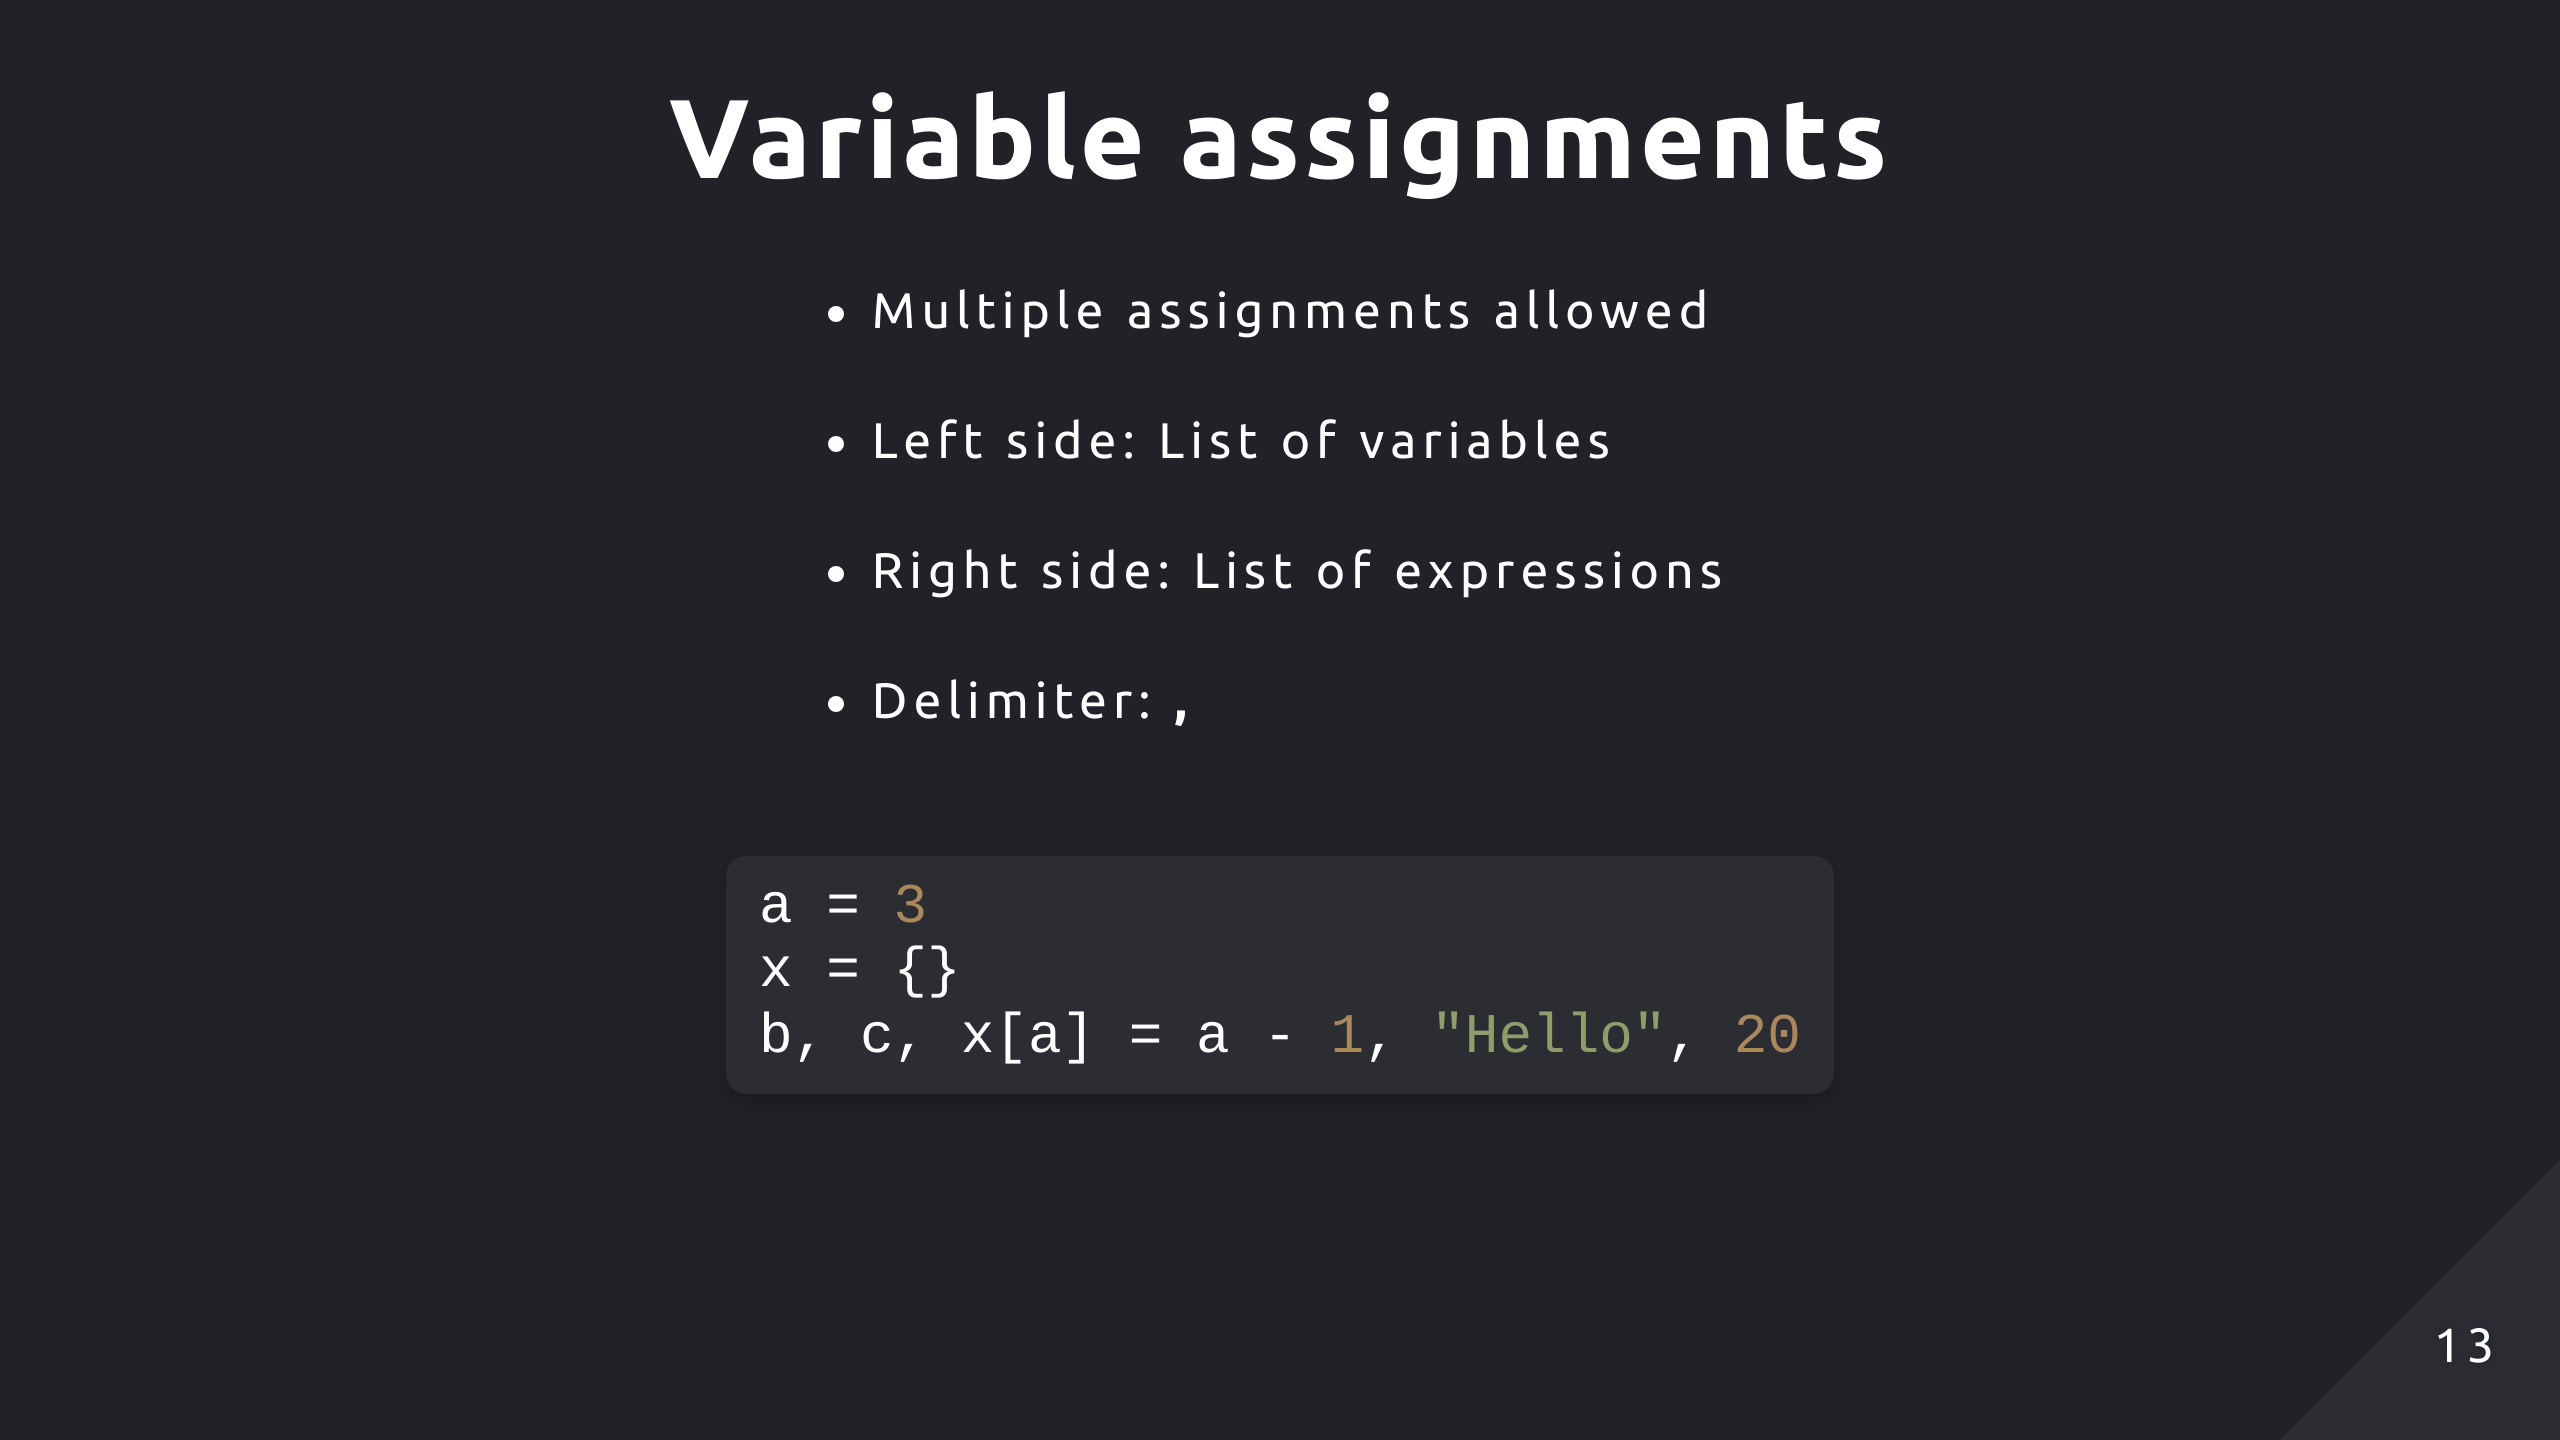 Variable assignments
• Multiple assignments allowed
• Left side: List of variables
• Right side: List of expressions
• Delimiter: ,
a = 3
x = {}
b, c, x[a] = a - 1, "Hello", 20
13